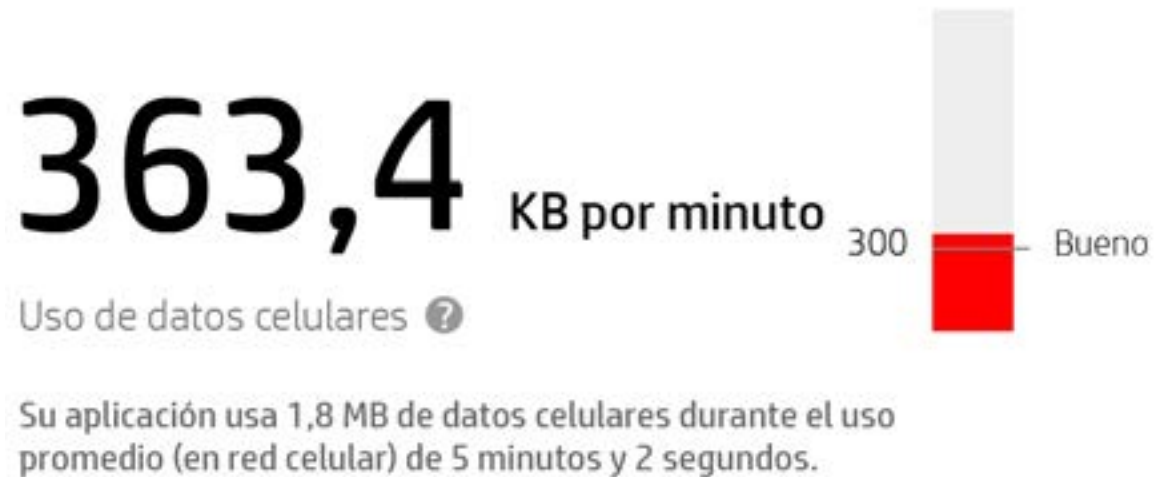 363,4 KB por minuto
300
Bueno
Uso de datos celulares ?
Su aplicación usa 1,8 MB de datos celulares durante el uso
promedio (en red celular) de 5 minutos y 2 segundos.